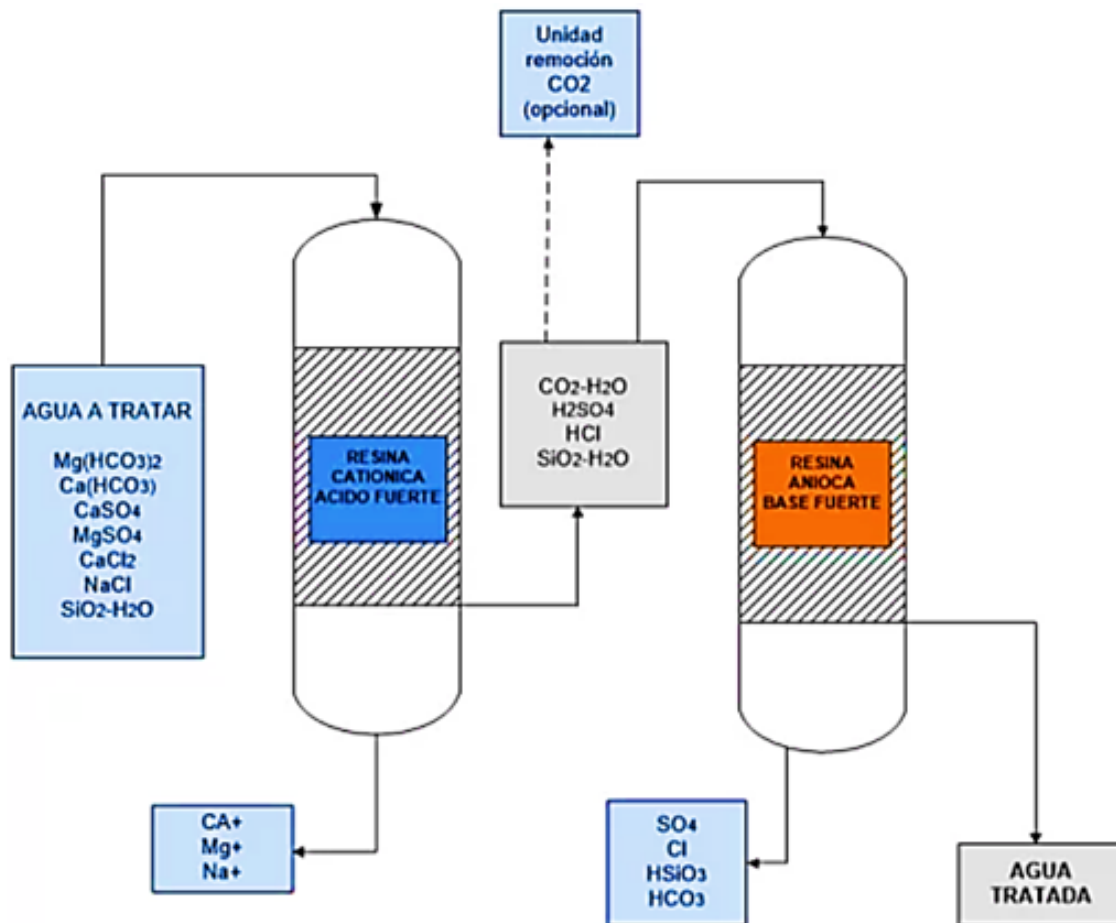 Unidad
remoción
CO2
(opcional)
AGUA A TRATAR
Mg(HCO3)2
Ca(HCO3)
CaSO4
MgSO4
CaCl2
NaCl
SiO2-H2O
RESINA
CATIONICA
ACIDO FUERTE
CO2-H2O
H2SO4
HCl
SiO2-H2O
RESINA
ANIOCA
BASE FUERTE
CA+
Mg+
Na+
SO4
Cl
HSiO3
HCO3
AGUA
TRATADA